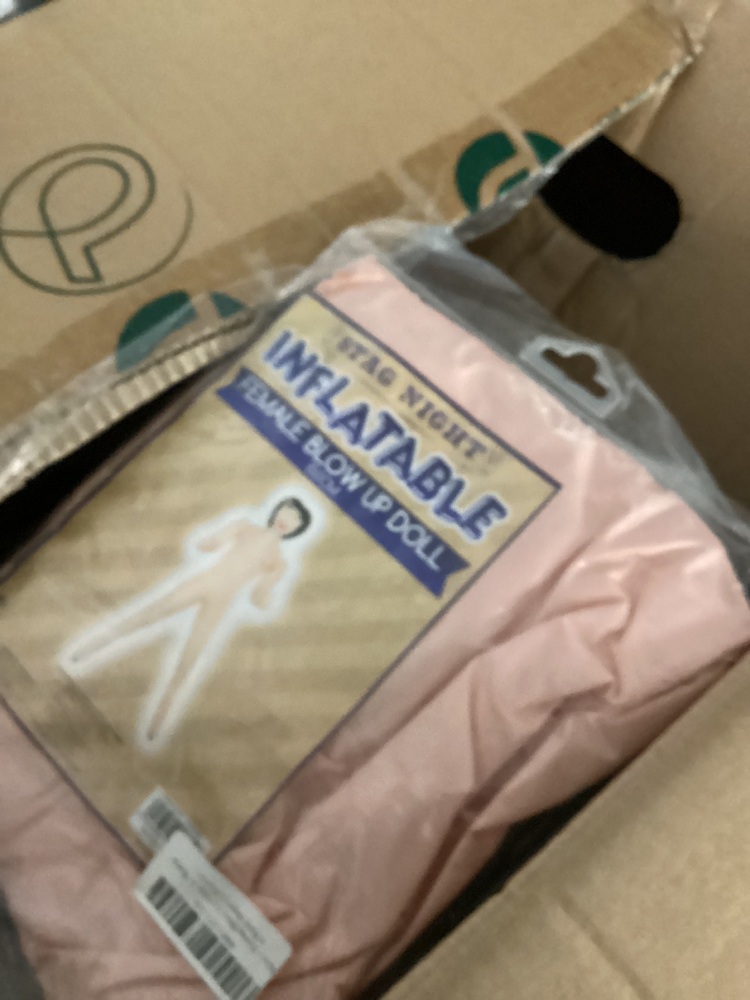 STAG NIGHT
INFLATABLE
FEMALE BLOW UP DOLL